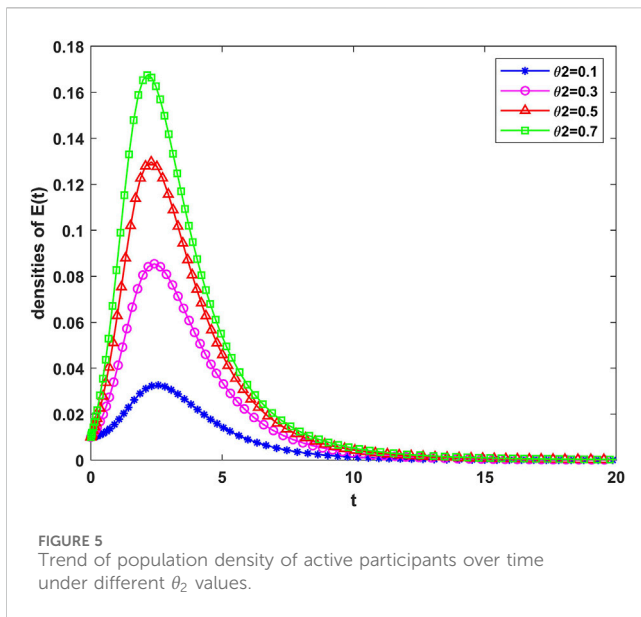 0.18
0.16
0.14
0.12
0.1
0.08
0.06
0.04
0.02
0
densities of E(t)
θ2=0.1
θ2=0.3
θ2=0.5
θ2=0.7
0 5 10 15 20
t
FIGURE 5
Trend of population density of active participants over time
under different θ₂ values.